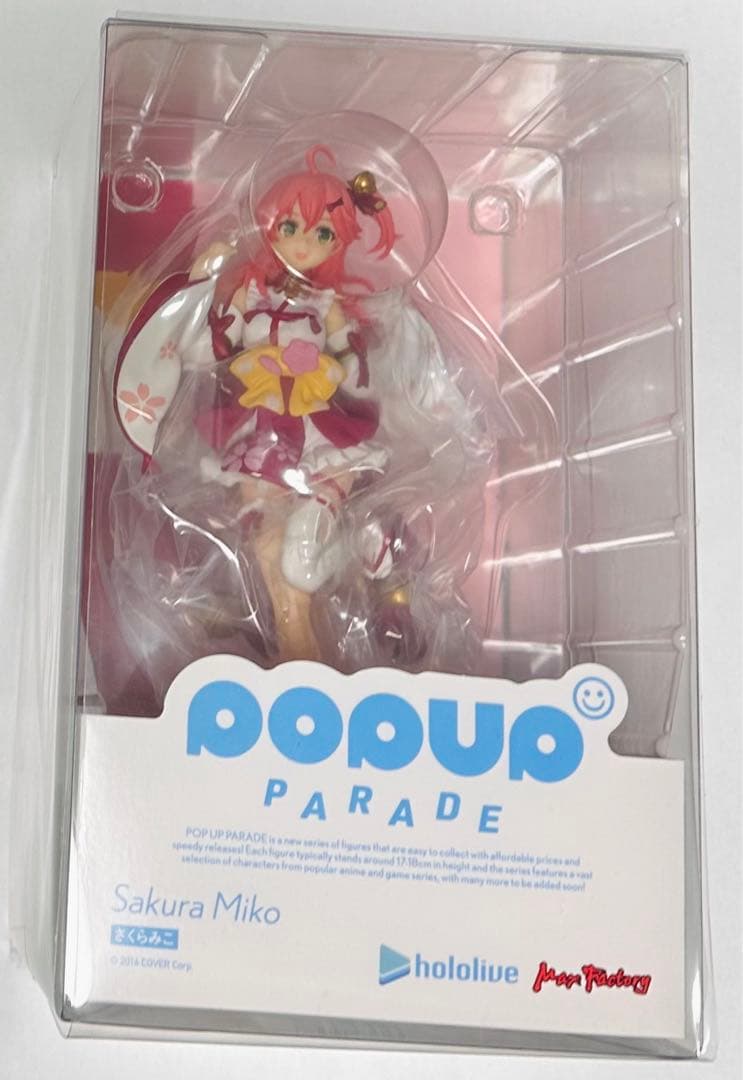 POPUP
PARADE
POP UP PARADE is a new series of figures that are easy to collect with affordable prices and
speedy releases! Each figure typically stands around 17-18cm in height and the series features a vast
selection of characters from popular anime and game series, with many more to be added soon!
Sakura Miko
さくらみこ
© 2016 COVER Corp.
hololive
Max Factory